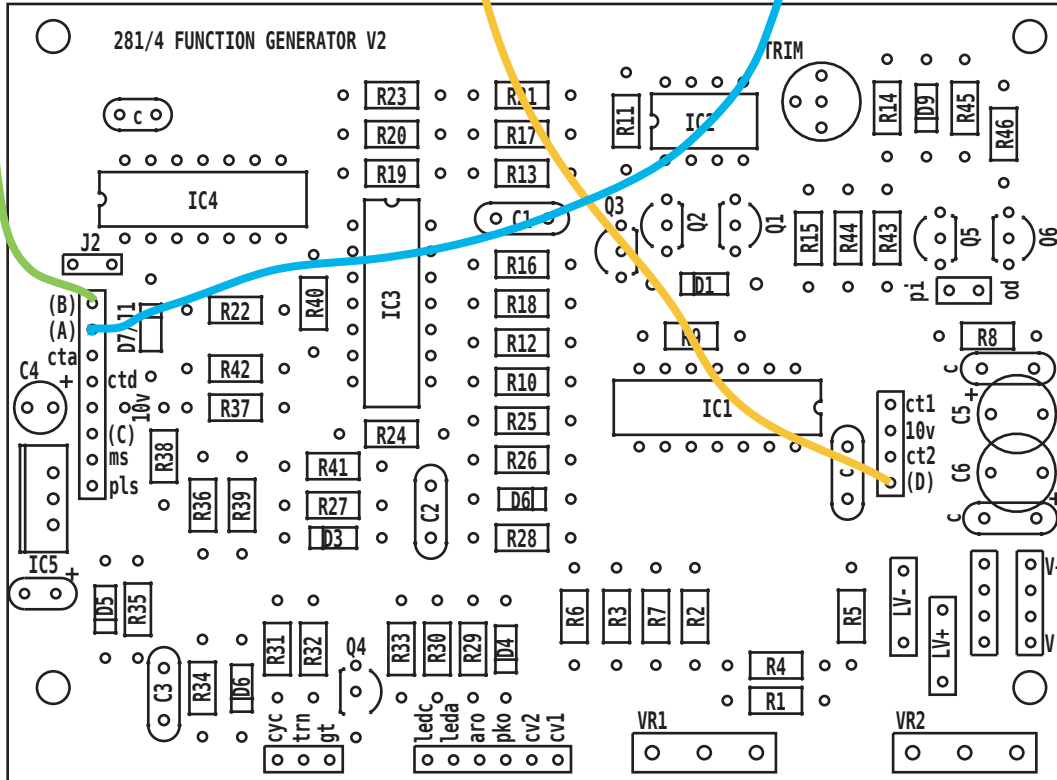 281/4 FUNCTION GENERATOR V2
TRIM
R23
R21
R11
IC2
R14
D9
R45
R46
C
R20
R17
R19
R13
IC4
C1
Q3
Q2
Q1
R15
R44
R43
Q5
Q6
J2
R16
D1
pi
od
(B)
R22
R40
IC3
R18
(A)
D7/J1
R12
R9
R8
cta
C4
+
ctd
R42
R10
IC1
c
+
C5
10v
R37
R25
ct1
10v
(C)
R24
ct2
ms
R38
R41
R26
c
(D)
C6
pls
R36
R39
R27
C2
D6
+
D3
R28
c
IC5
+
D5
R35
R6
R3
R7
R2
R5
LV-
V+
R31
R32
Q4
R33
R30
R29
D4
LV+
V
C3
R34
D6
R4
R1
cyc
trn
gt
ledc
leda
aro
pko
cv2
cv1
VR1
VR2